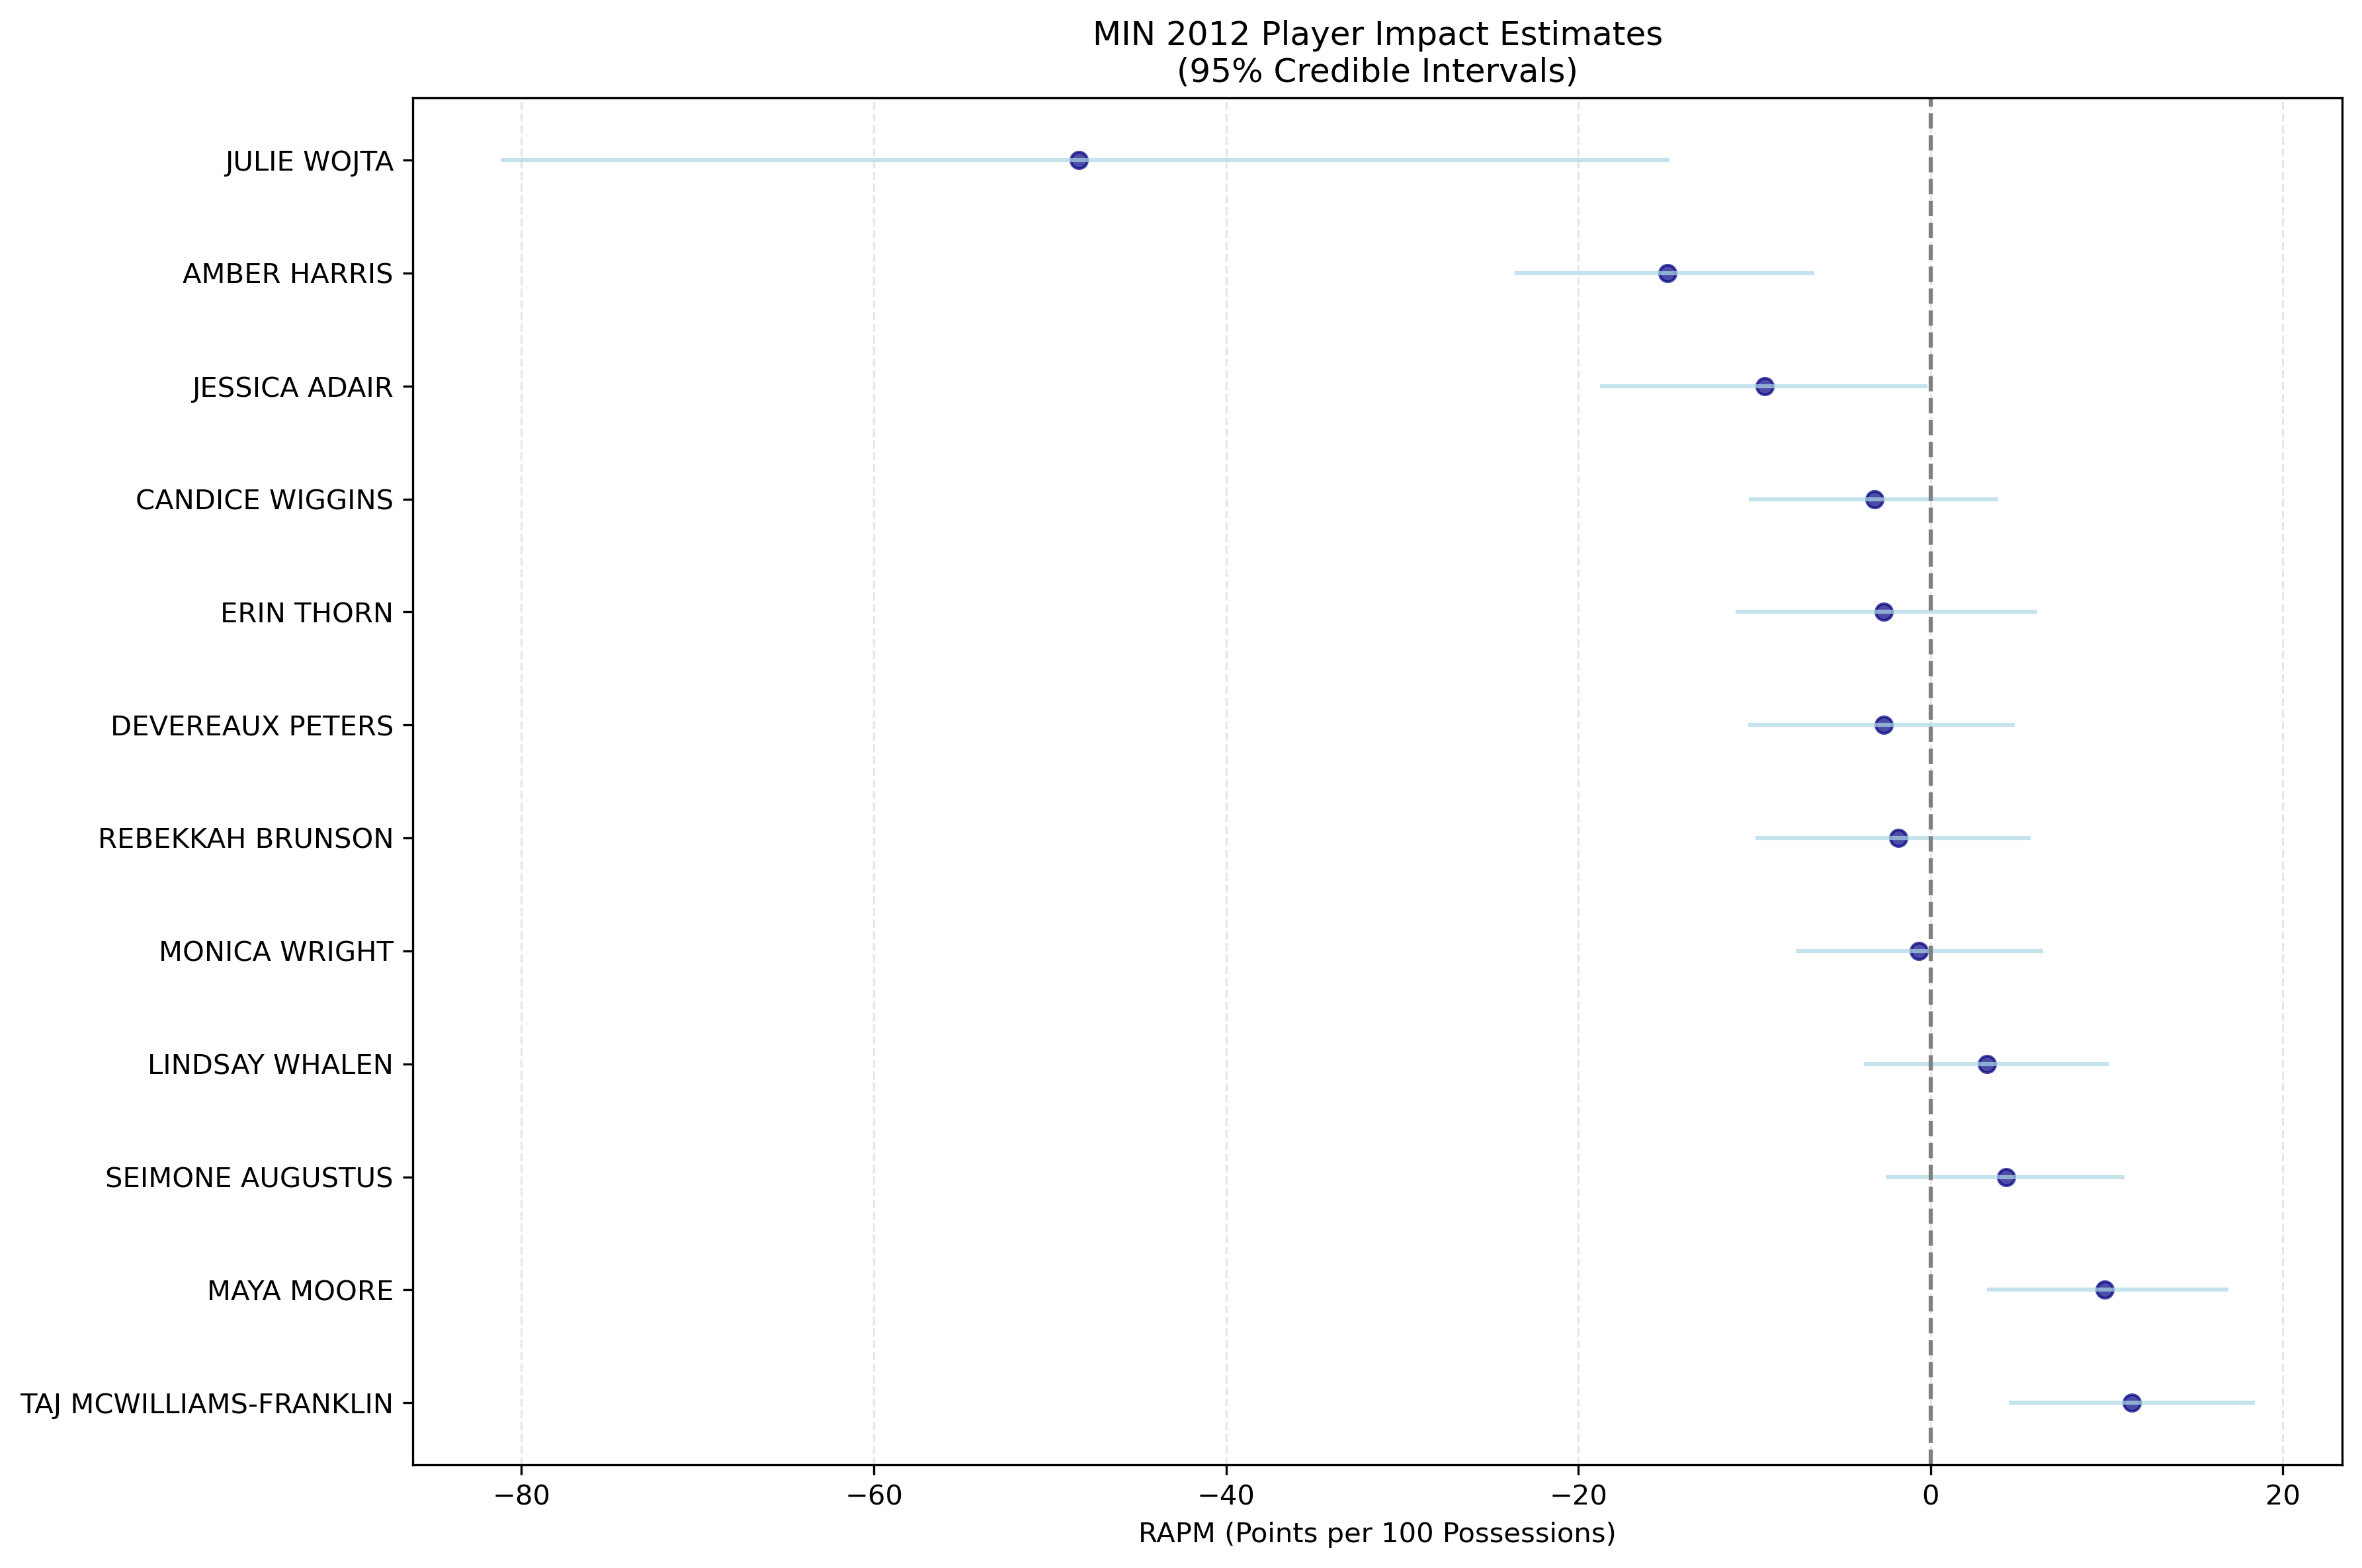 MIN 2012 Player Impact Estimates
(95% Credible Intervals)
JULIE WOJTA
AMBER HARRIS
JESSICA ADAIR
CANDICE WIGGINS
ERIN THORN
DEVEREAUX PETERS
REBEKKAH BRUNSON
MONICA WRIGHT
LINDSAY WHALEN
SEIMONE AUGUSTUS
MAYA MOORE
TAJ MCWILLIAMS-FRANKLIN
−80 −60 −40 −20 0 20
RAPM (Points per 100 Possessions)